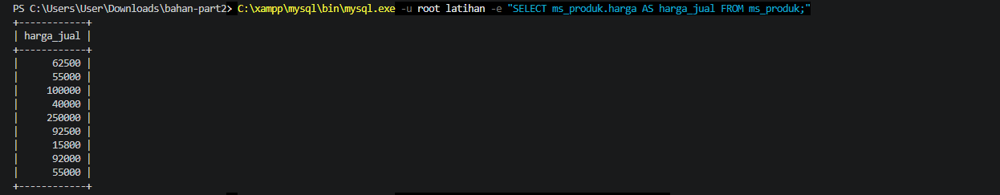 PS C:\Users\User\Downloads\bahan-part2> C:\xampp\mysql\bin\mysql.exe -u root latihan -e "SELECT ms_produk.harga AS harga_jual FROM ms_produk;"
+------------+
| harga_jual |
+------------+
|      62500 |
|      55000 |
|     100000 |
|      40000 |
|     250000 |
|      92500 |
|      15800 |
|      92000 |
|      55000 |
+------------+